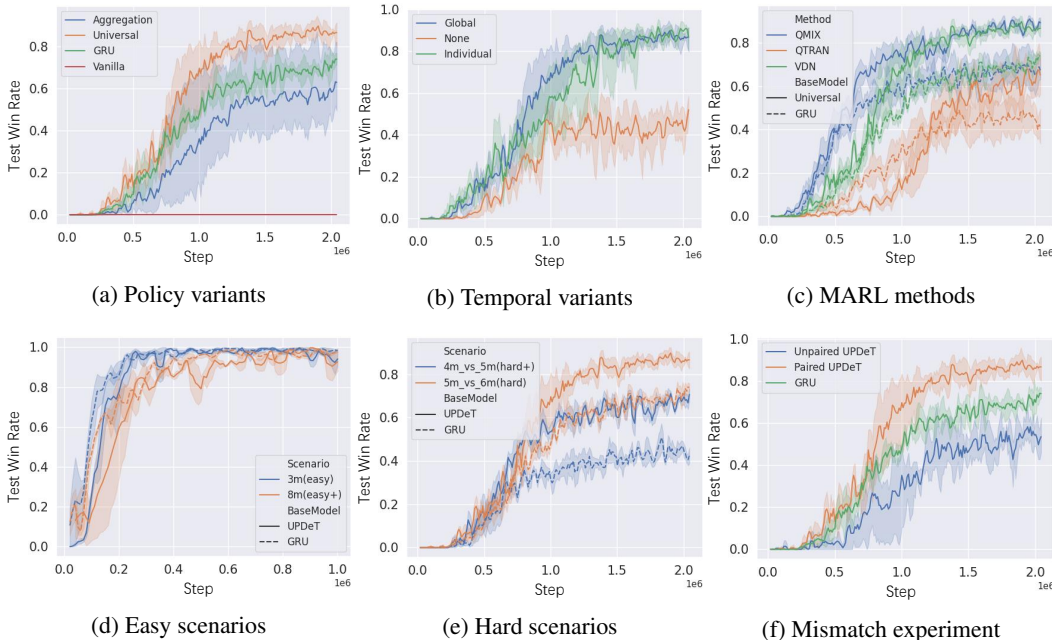 Aggregation
Universal
GRU
Vanilla
Test Win Rate
0.8
0.6
0.4
0.2
0.0
0.0 0.5 1.0 1.5 2.0
1e6
Step
(a) Policy variants
Global
None
Individual
Test Win Rate
1.0
0.8
0.6
0.4
0.2
0.0
0.0 0.5 1.0 1.5 2.0
1e6
Step
(b) Temporal variants
Method
QMIX
QTRAN
VDN
BaseModel
Universal
GRU
Test Win Rate
0.8
0.6
0.4
0.2
0.0
0.0 0.5 1.0 1.5 2.0
1e6
Step
(c) MARL methods
Scenario
3m(easy)
8m(easy+)
BaseModel
UPDeT
GRU
Test Win Rate
1.0
0.8
0.6
0.4
0.2
0.0
0.0 0.2 0.4 0.6 0.8 1.0
1e6
Step
(d) Easy scenarios
Scenario
4m_vs_5m(hard+)
5m_vs_6m(hard)
BaseModel
UPDeT
GRU
Test Win Rate
0.8
0.6
0.4
0.2
0.0
0.0 0.5 1.0 1.5 2.0
1e6
Step
(e) Hard scenarios
Unpaired UPDeT
Paired UPDeT
GRU
Test Win Rate
1.0
0.8
0.6
0.4
0.2
0.0
0.0 0.5 1.0 1.5 2.0
1e6
Step
(f) Mismatch experiment